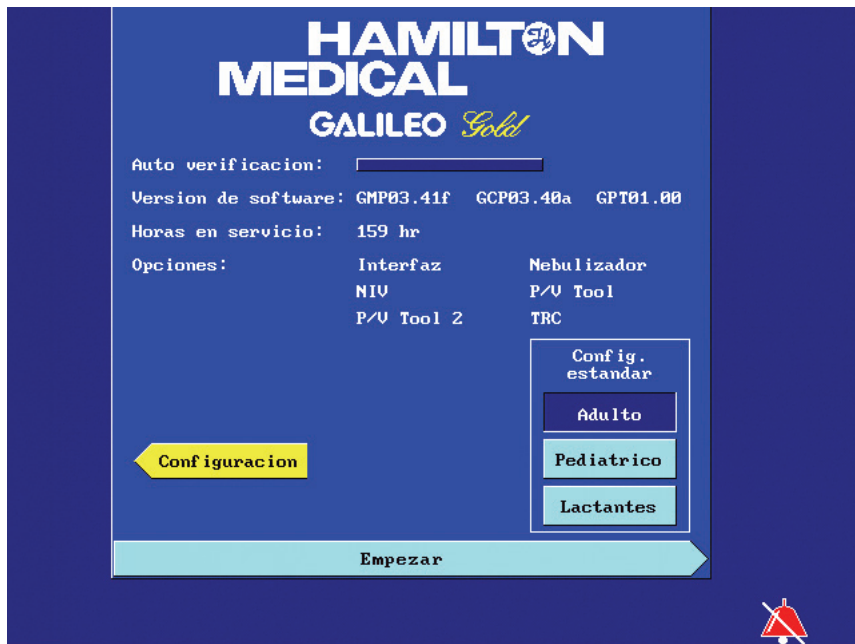 HAMILTON
MEDICAL
GALILEO Gold
Auto verificacion:
Version de software: GMP03.41f GCP03.40a GPT01.00
Horas en servicio: 159 hr
Opciones: Interfaz Nebulizador
NIV P/V Tool
P/V Tool 2 TRC
Config.
estandar
Adulto
Configuracion
Pediatrico
Lactantes
Empezar